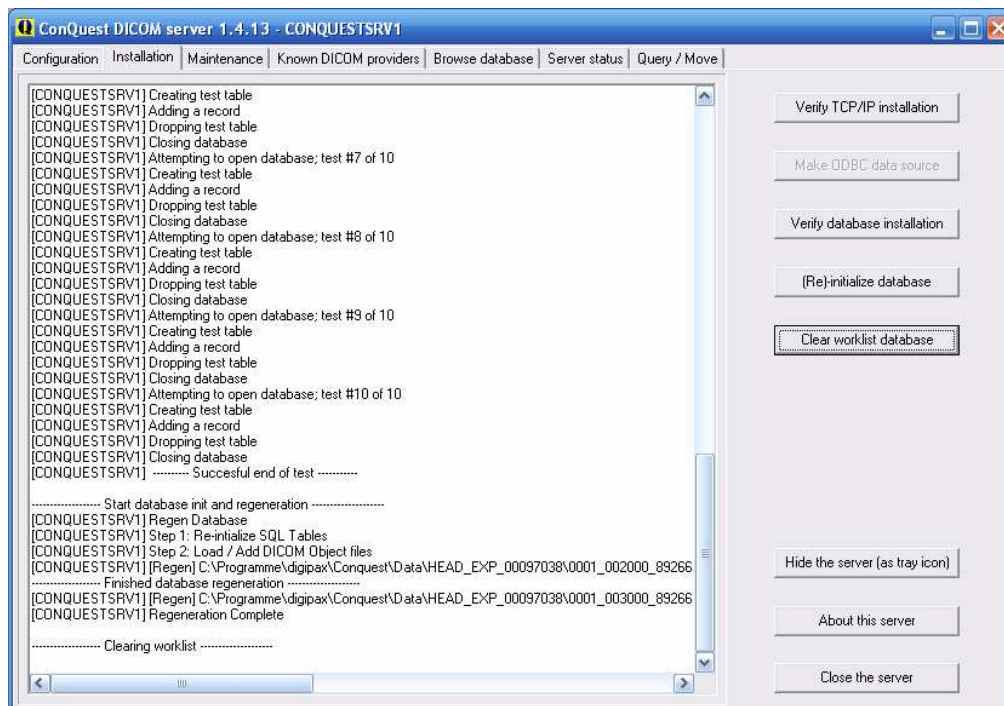 ConQuest DICOM server 1.4.13 - CONQUESTSRV1
Configuration Installation Maintenance Known DICOM providers Browse database Server status Query / Move
[CONQUESTSRV1] Creating test table
[CONQUESTSRV1] Adding a record
[CONQUESTSRV1] Dropping test table
[CONQUESTSRV1] Closing database
[CONQUESTSRV1] Attempting to open database; test #7 of 10
[CONQUESTSRV1] Creating test table
[CONQUESTSRV1] Adding a record
[CONQUESTSRV1] Dropping test table
[CONQUESTSRV1] Closing database
[CONQUESTSRV1] Attempting to open database; test #8 of 10
[CONQUESTSRV1] Creating test table
[CONQUESTSRV1] Adding a record
[CONQUESTSRV1] Dropping test table
[CONQUESTSRV1] Closing database
[CONQUESTSRV1] Attempting to open database; test #9 of 10
[CONQUESTSRV1] Creating test table
[CONQUESTSRV1] Adding a record
[CONQUESTSRV1] Dropping test table
[CONQUESTSRV1] Closing database
[CONQUESTSRV1] Attempting to open database; test #10 of 10
[CONQUESTSRV1] Creating test table
[CONQUESTSRV1] Adding a record
[CONQUESTSRV1] Dropping test table
[CONQUESTSRV1] Closing database
[CONQUESTSRV1] --------- Succesful end of test ----------
------------------- Start database init and regeneration --------------------
[CONQUESTSRV1] Regen Database
[CONQUESTSRV1] Step 1: Re-intialize SQL Tables
[CONQUESTSRV1] Step 2: Load / Add DICOM Object files
[CONQUESTSRV1] [Regen] C:\Programme\digipax\Conquest\Data\HEAD_EXP_00097038\0001_002000_89266
------------------- Finished database regeneration --------------------
[CONQUESTSRV1] [Regen] C:\Programme\digipax\Conquest\Data\HEAD_EXP_00097038\0001_003000_89266
[CONQUESTSRV1] Regeneration Complete
------------------- Clearing worklist --------------------
Verify TCP/IP installation
Make ODBC data source
Verify database installation
(Re)-initialize database
Clear worklist database
Hide the server (as tray icon)
About this server
Close the server